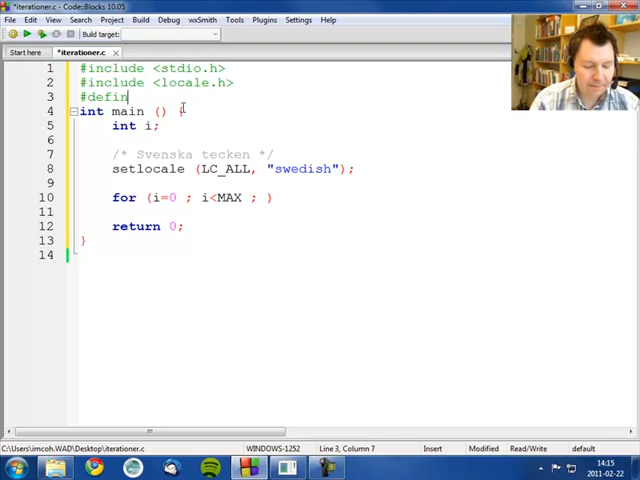 *iterationer.c - Code::Blocks 10.05
File Edit View Search Project Build Debug wxSmith Tools Plugins Settings Help
Build target:
Start here *iterationer.c
1 #include <stdio.h>
2 #include <locale.h>
3 #defin
4 int main () {
5 int i;
6
7 /* Svenska tecken */
8 setlocale (LC_ALL, "swedish");
9
10 for (i=0 ; i<MAX ; )
11
12 return 0;
13 }
14
C:\Users\imcoh.WAD\Desktop\iterationer.c WINDOWS-1252 Line 3, Column 7 Insert Modified Read/Write default
14:15
2011-02-22